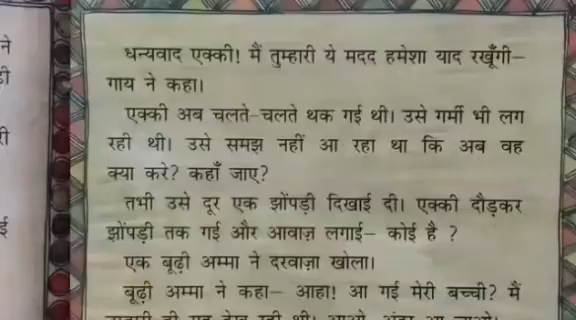 धन्यवाद एक्की! मैं तुम्हारी ये मदद हमेशा याद रखूँगी–
गाय ने कहा।
एक्की अब चलते-चलते थक गई थी। उसे गर्मी भी लग
रही थी। उसे समझ नहीं आ रहा था कि अब वह
क्या करे? कहाँ जाए?
तभी उसे दूर एक झोंपड़ी दिखाई दी। एक्की दौड़कर
झोंपड़ी तक गई और आवाज़ लगाई– कोई है ?
एक बूढ़ी अम्मा ने दरवाज़ा खोला।
बूढ़ी अम्मा ने कहा– आहा! आ गई मेरी बच्ची? मैं